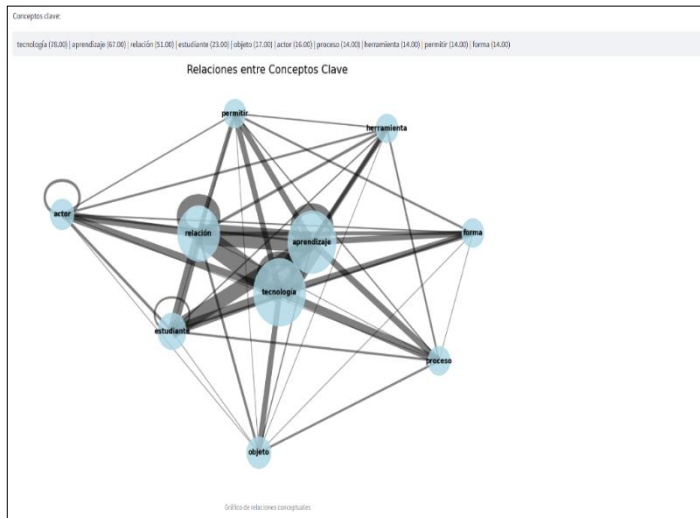 Conceptos clave:
tecnología (78.00) | aprendizaje (67.00) | relación (51.00) | estudiante (23.00) | objeto (17.00) | actor (16.00) | proceso (14.00) | herramienta (14.00) | permitir (14.00) | forma (14.00)
Relaciones entre Conceptos Clave
permitir
herramienta
actor
relación
aprendizaje
forma
tecnología
estudiante
proceso
objeto
Gráfico de relaciones conceptuales